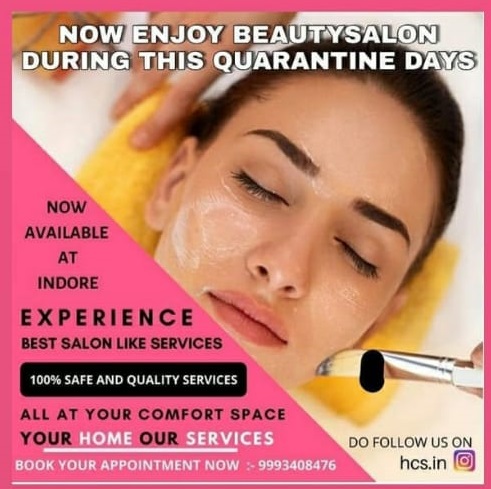 NOW ENJOY BEAUTYSALON
DURING THIS QUARANTINE DAYS
NOW
AVAILABLE
AT
INDORE
EXPERIENCE
BEST SALON LIKE SERVICES
100% SAFE AND QUALITY SERVICES
ALL AT YOUR COMFORT SPACE
YOUR HOME OUR SERVICES
BOOK YOUR APPOINTMENT NOW :- 9993408476
DO FOLLOW US ON
hcs.in